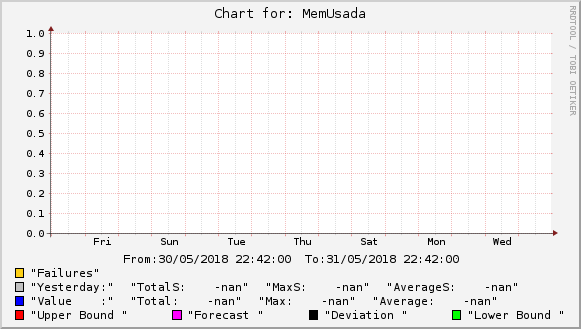 Chart for: MemUsada
RRDTOOL / TOBI OETIKER
1.0
0.9
0.8
0.7
0.6
0.5
0.4
0.3
0.2
0.1
0.0
Fri Sun Tue Thu Sat Mon Wed
From:30/05/2018 22:42:00 To:31/05/2018 22:42:00
"Failures"
"Yesterday:" "TotalS: -nan" "MaxS: -nan" "AverageS: -nan"
"Value :" "Total: -nan" "Max: -nan" "Average: -nan"
"Upper Bound " "Forecast " "Deviation " "Lower Bound "